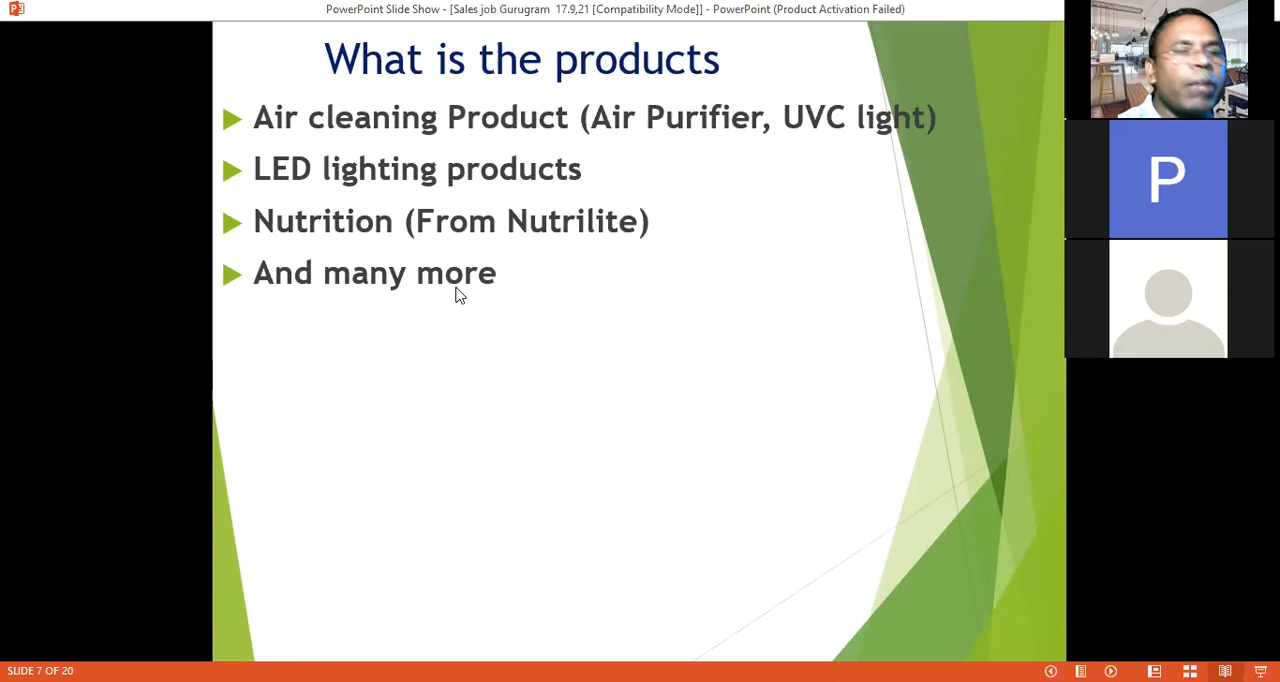 PowerPoint Slide Show - [Sales job Gurugram 17.9,21 [Compatibility Mode]] - PowerPoint (Product Activation Failed)
What is the products
Air cleaning Product (Air Purifier, UVC light)
LED lighting products
Nutrition (From Nutrilite)
And many more
P
SLIDE 7 OF 20